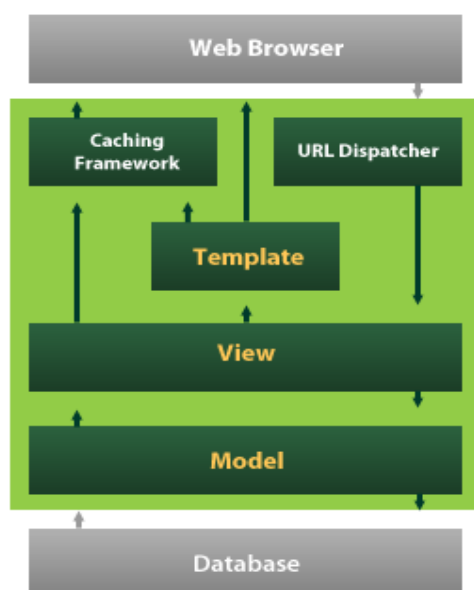 Web Browser
Caching
Framework
URL Dispatcher
Template
View
Model
Database